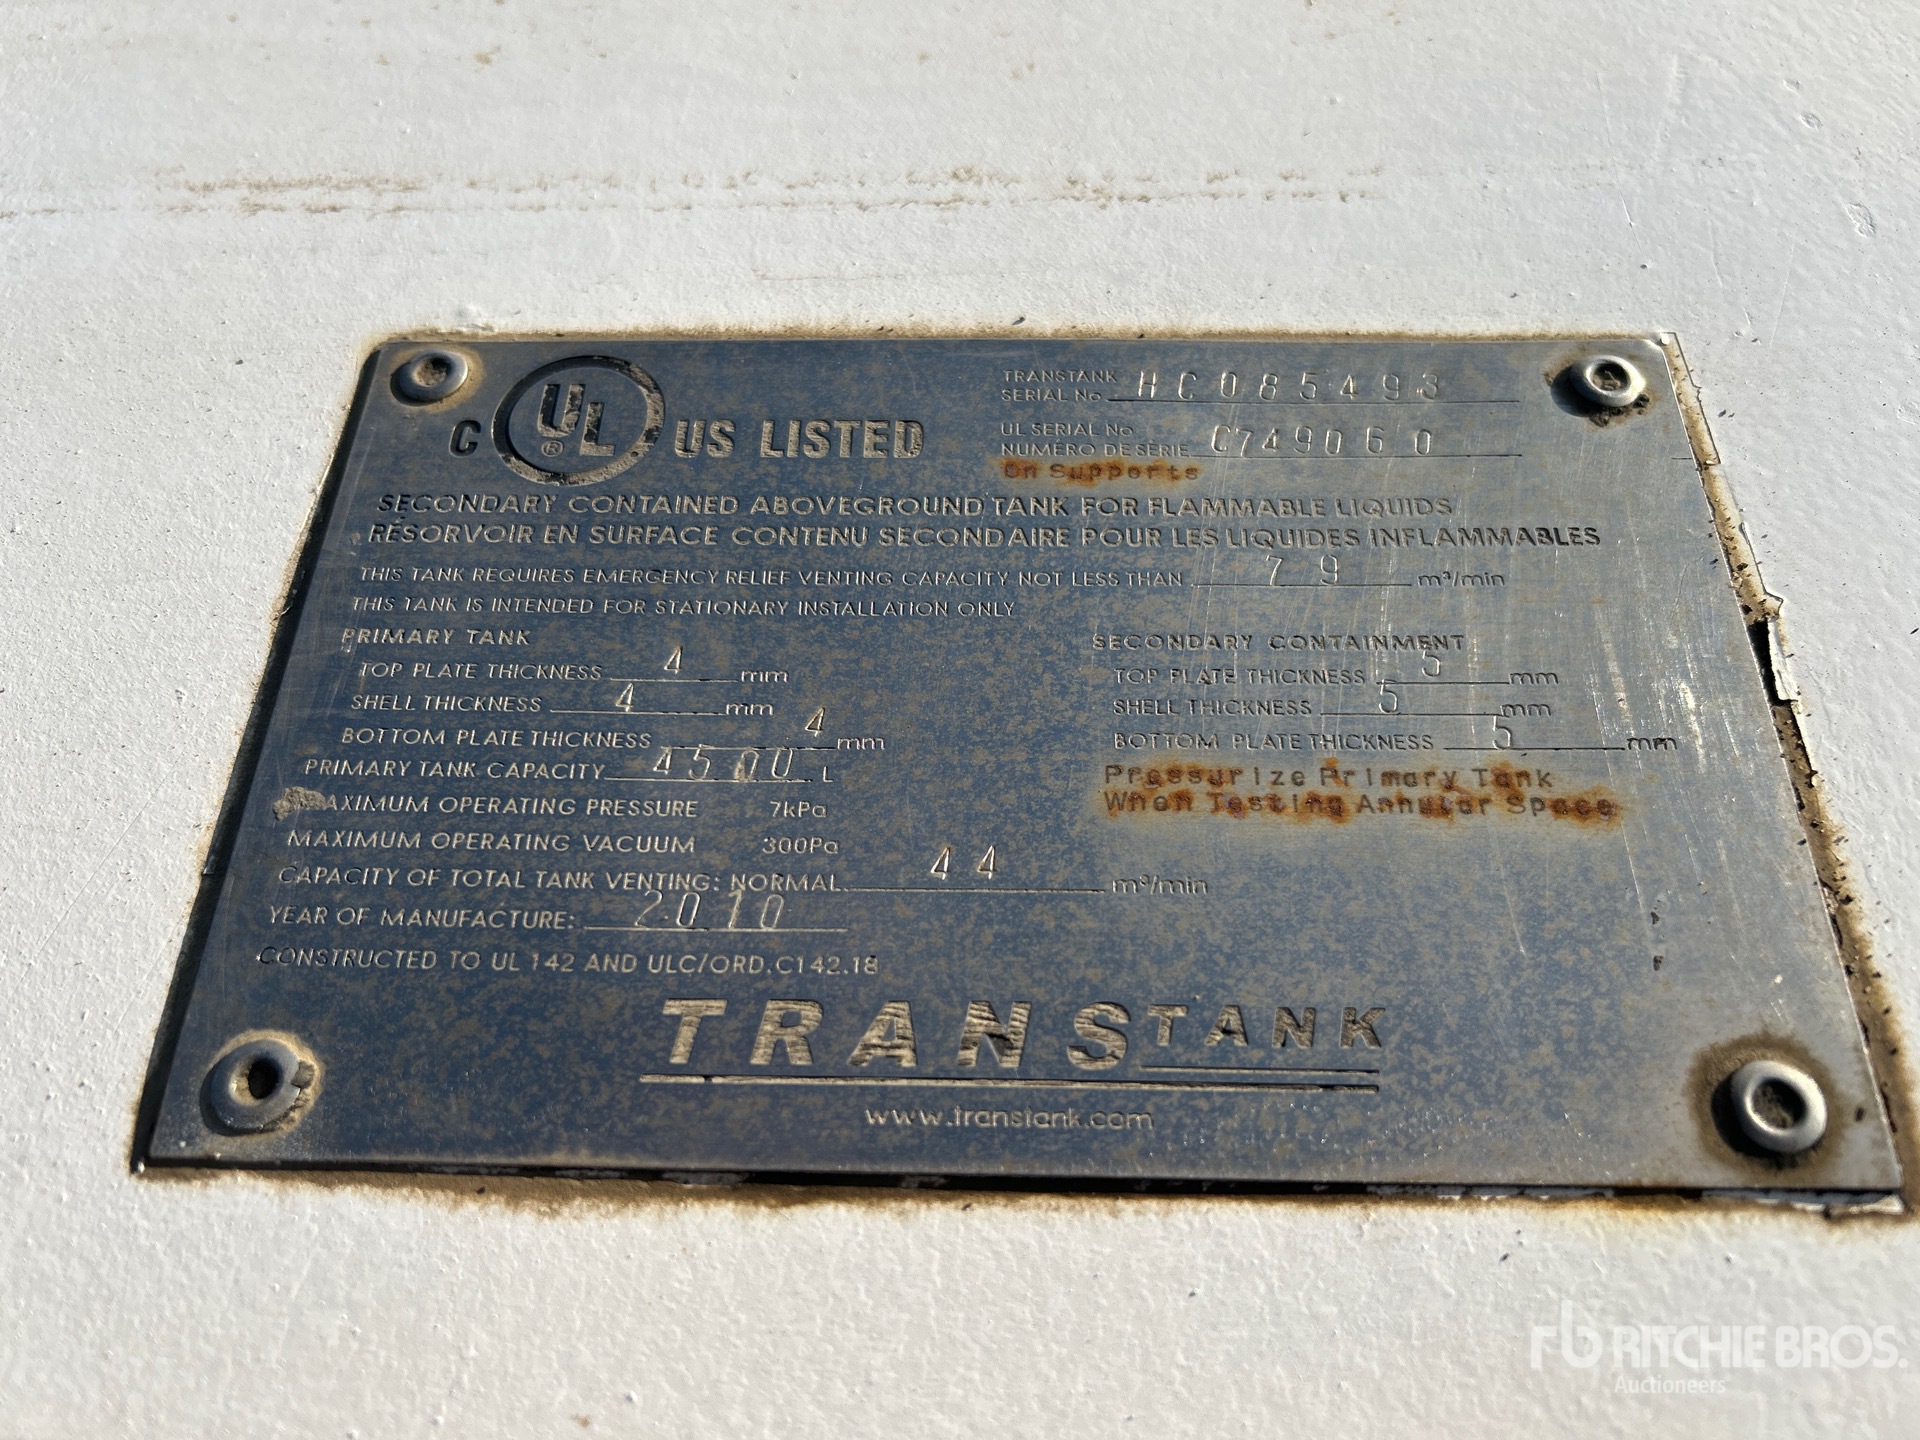 C UL® US LISTED
TRANSTANK
SERIAL No HC085493
UL SERIAL No
NUMÉRO DE SÉRIE C749060
On Supports
SECONDARY CONTAINED ABOVEGROUND TANK FOR FLAMMABLE LIQUIDS
RÉSORVOIR EN SURFACE CONTENU SECONDAIRE POUR LES LIQUIDES INFLAMMABLES
THIS TANK REQUIRES EMERGENCY RELIEF VENTING CAPACITY NOT LESS THAN 79 m³/min
THIS TANK IS INTENDED FOR STATIONARY INSTALLATION ONLY
PRIMARY TANK
TOP PLATE THICKNESS 4 mm
SHELL THICKNESS 4 mm
BOTTOM PLATE THICKNESS 4 mm
PRIMARY TANK CAPACITY 4500 L
MAXIMUM OPERATING PRESSURE 7kPa
MAXIMUM OPERATING VACUUM 300Pa
CAPACITY OF TOTAL TANK VENTING: NORMAL 44 m³/min
YEAR OF MANUFACTURE: 2010
CONSTRUCTED TO UL 142 AND ULC/ORD.C142.18
SECONDARY CONTAINMENT
TOP PLATE THICKNESS 5 mm
SHELL THICKNESS 5 mm
BOTTOM PLATE THICKNESS 5 mm
Pressurize Primary Tank
When Testing Annular Space
TRANSTANK
www.transtank.com
rb RITCHIE BROS.
Auctioneers